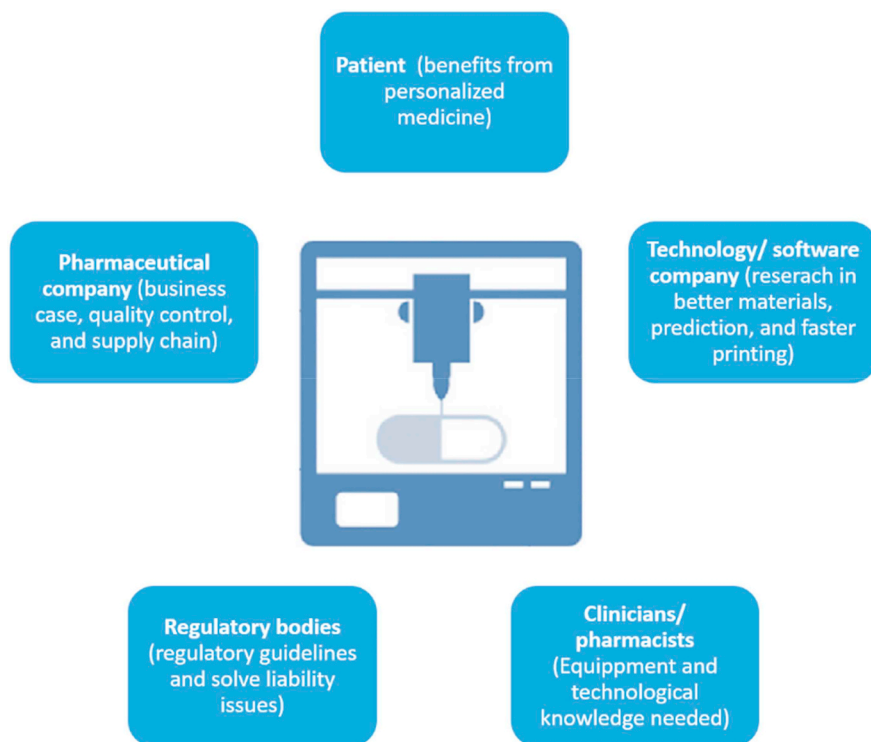 Patient (benefits from
personalized
medicine)
Pharmaceutical
company (business
case, quality control,
and supply chain)
Technology/ software
company (reserach in
better materials,
prediction, and faster
printing)
Regulatory bodies
(regulatory guidelines
and solve liability
issues)
Clinicians/
pharmacists
(Equippment and
technological
knowledge needed)